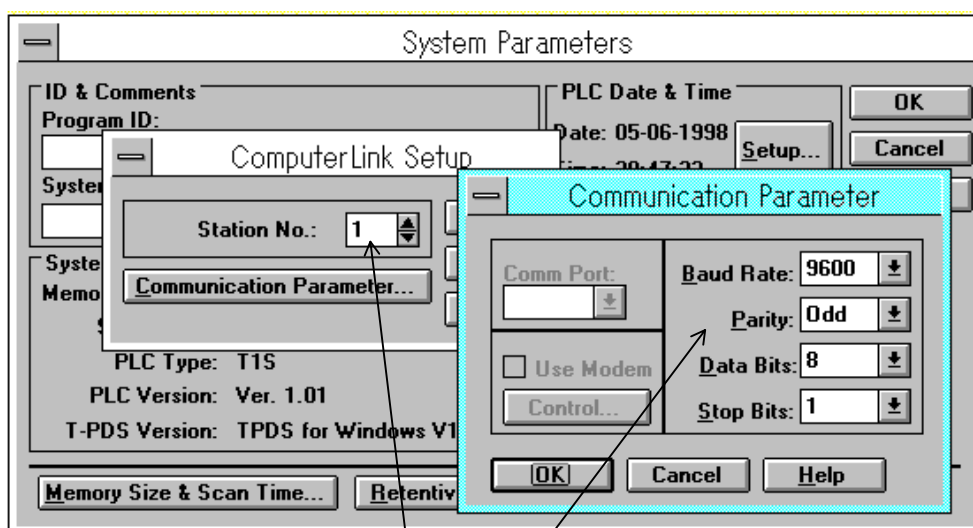 System Parameters
ID & Comments
Program ID:
PLC Date & Time
Date: 05-06-1998
Setup...
OK
Cancel
ComputerLink Setup
Station No.: 1
Communication Parameter...
Communication Parameter
Comm Port:
Use Modem
Control...
Baud Rate: 9600
Parity: Odd
Data Bits: 8
Stop Bits: 1
OK
Cancel
Help
PLC Type: T1S
PLC Version: Ver. 1.01
T-PDS Version: TPDS for Windows V1
Memory Size & Scan Time...